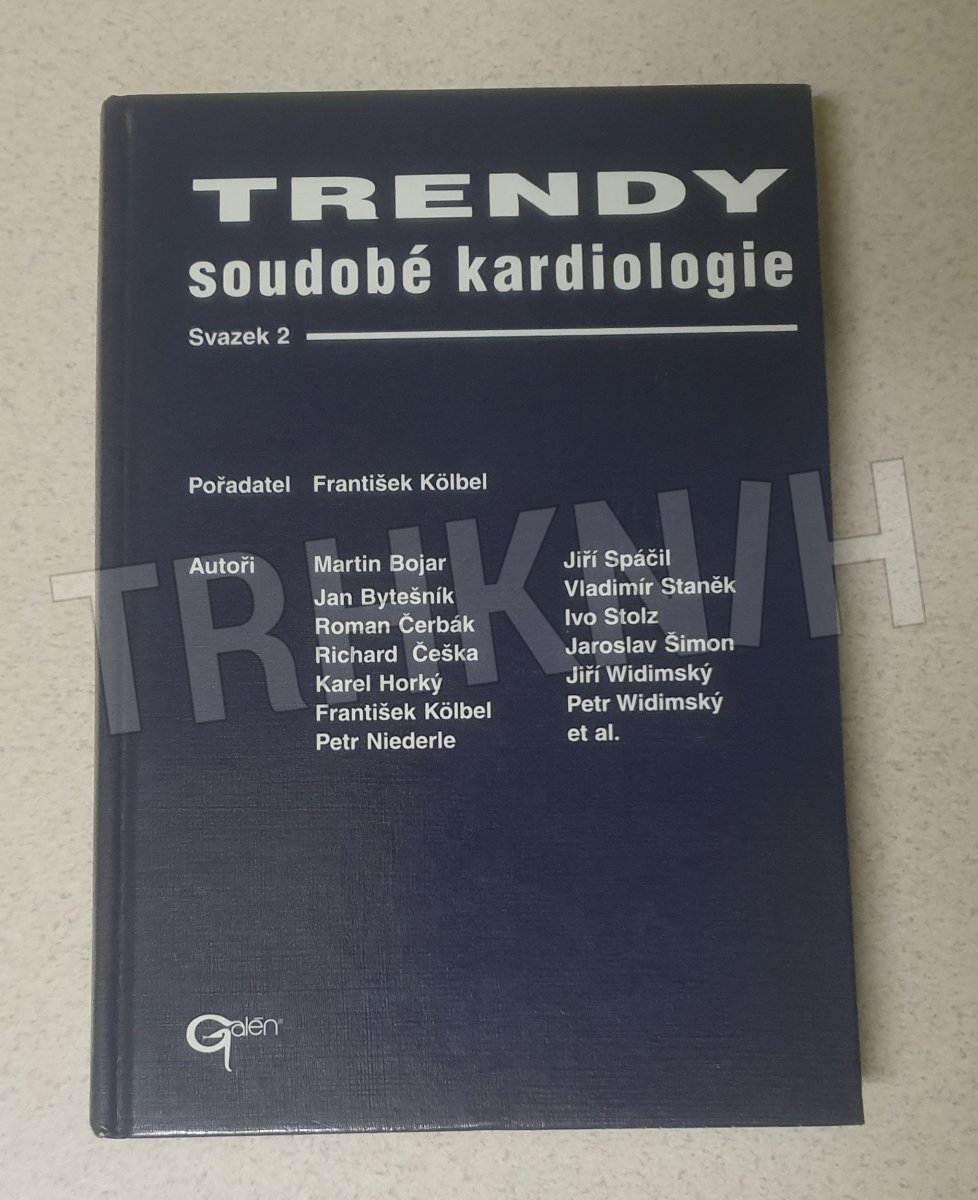 TRENDY
soudobé kardiologie
Svazek 2
Pořadatel František Kölbel
Autoři
Martin Bojar
Jan Bytešník
Roman Čerbák
Richard Češka
Karel Horký
František Kölbel
Petr Niederle
Jiří Spáčil
Vladimír Staněk
Ivo Stolz
Jaroslav Šimon
Jiří Widimský
Petr Widimský
et al.
TRHKNIH
Galén®